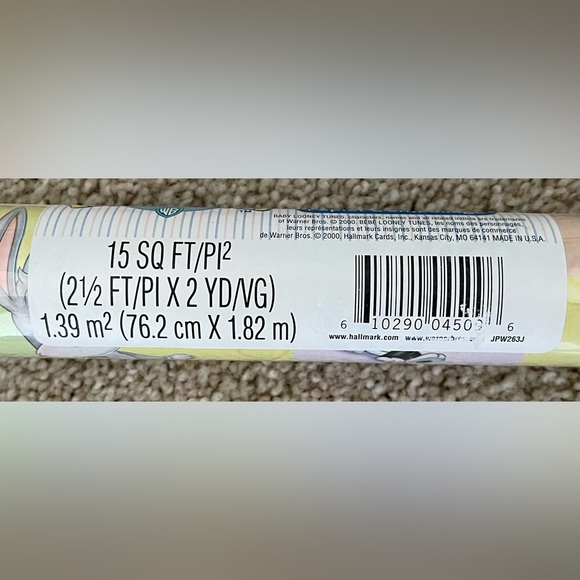 WB
BABY LOONEY TUNES, characters, names and all related indicia are trademarks
of Warner Bros. © 2000. BÉBÉ LOONEY TUNES, les noms des personnages,
leurs représentations et leurs insignes sont des marques de commerce
de Warner Bros. © 2000. Hallmark Cards, Inc., Kansas City, MO 64141 MADE IN U.S.A.
15 SQ FT/PI²
(2½ FT/PI X 2 YD/VG)
1.39 m² (76.2 cm X 1.82 m)
6 10290 04509 6
www.hallmark.com JPW263J